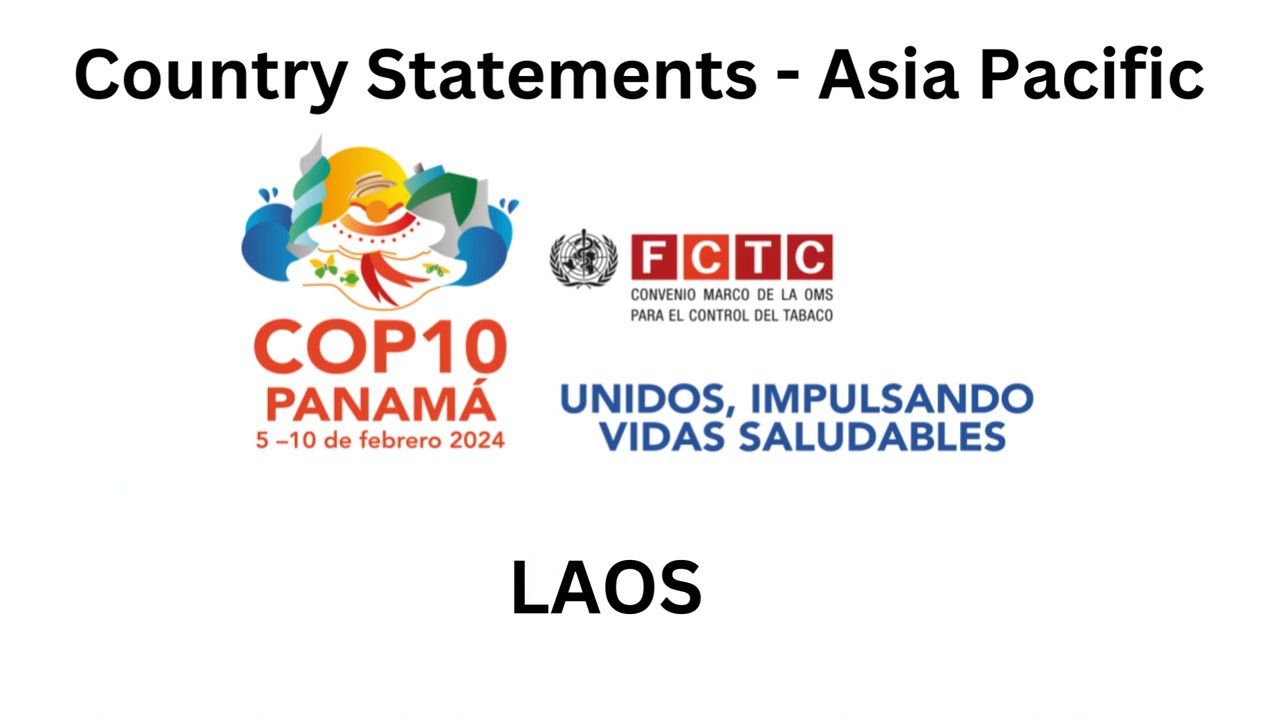 Country Statements - Asia Pacific
FCTC
CONVENIO MARCO DE LA OMS
PARA EL CONTROL DEL TABACO
COP10
PANAMÁ
5 –10 de febrero 2024
UNIDOS, IMPULSANDO
VIDAS SALUDABLES
LAOS